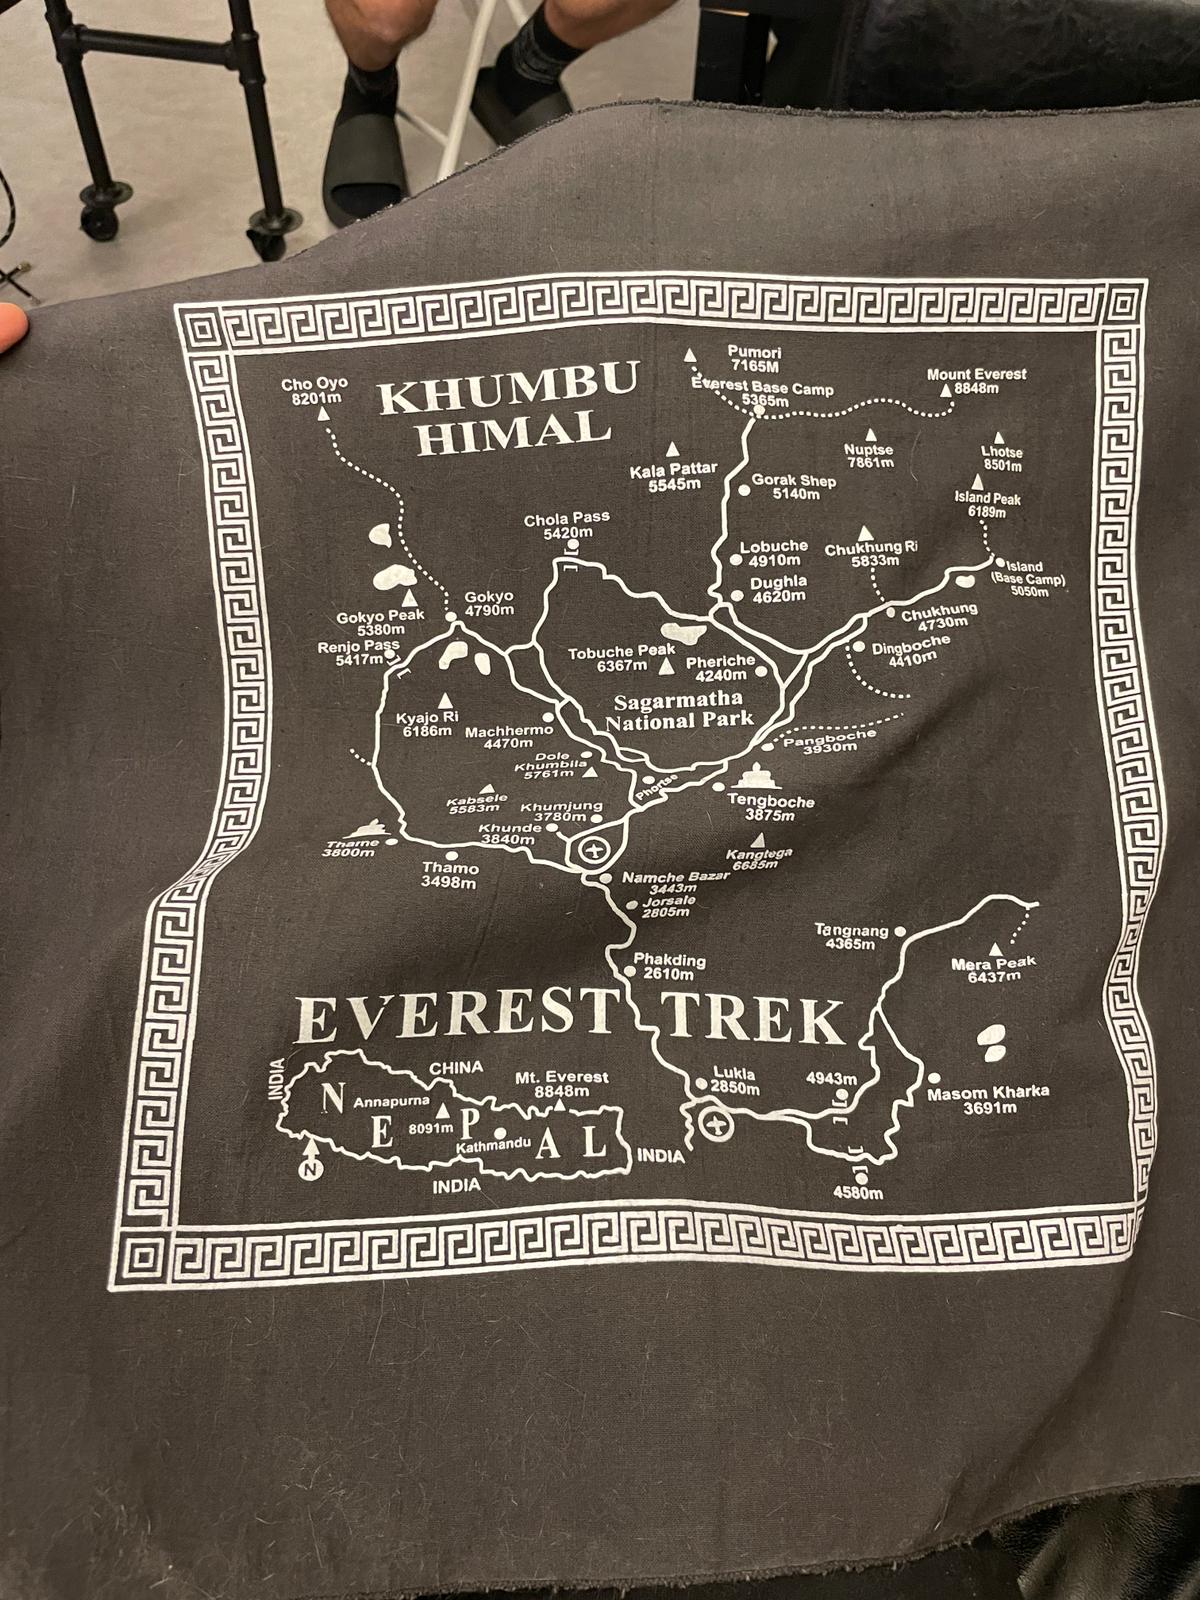 Pumori
7165M
Cho Oyo
8201m
KHUMBU
HIMAL
Everest Base Camp
5365m
Mount Everest
8848m
Kala Pattar
5545m
Nuptse
7861m
Lhotse
8501m
Gorak Shep
5140m
Island Peak
6189m
Chola Pass
5420m
Lobuche
4910m
Chukhung Ri
5833m
Dughla
4620m
Island
(Base Camp)
5050m
Gokyo
4790m
Gokyo Peak
5380m
Chukhung
4730m
Renjo Pass
5417m
Tobuche Peak
6367m
Pheriche
4240m
Dingboche
4410m
Sagarmatha
National Park
Kyajo Ri
6186m
Machhermo
4470m
Pangboche
3930m
Dole
Khumbila
5761m
Phortse
Kabsele
5583m
Khumjung
3780m
Tengboche
3875m
Khunde
3840m
Thame
3800m
Kangtega
6685m
Thamo
3498m
Namche Bazar
3443m
Jorsale
2805m
Tangnang
4365m
Mera Peak
6437m
Phakding
2610m
EVEREST TREK
INDIA
CHINA
Mt. Everest
8848m
Lukla
2850m
4943m
Masom Kharka
3691m
NEPAL
Annapurna
8091m
Kathmandu
N
INDIA
INDIA
4580m